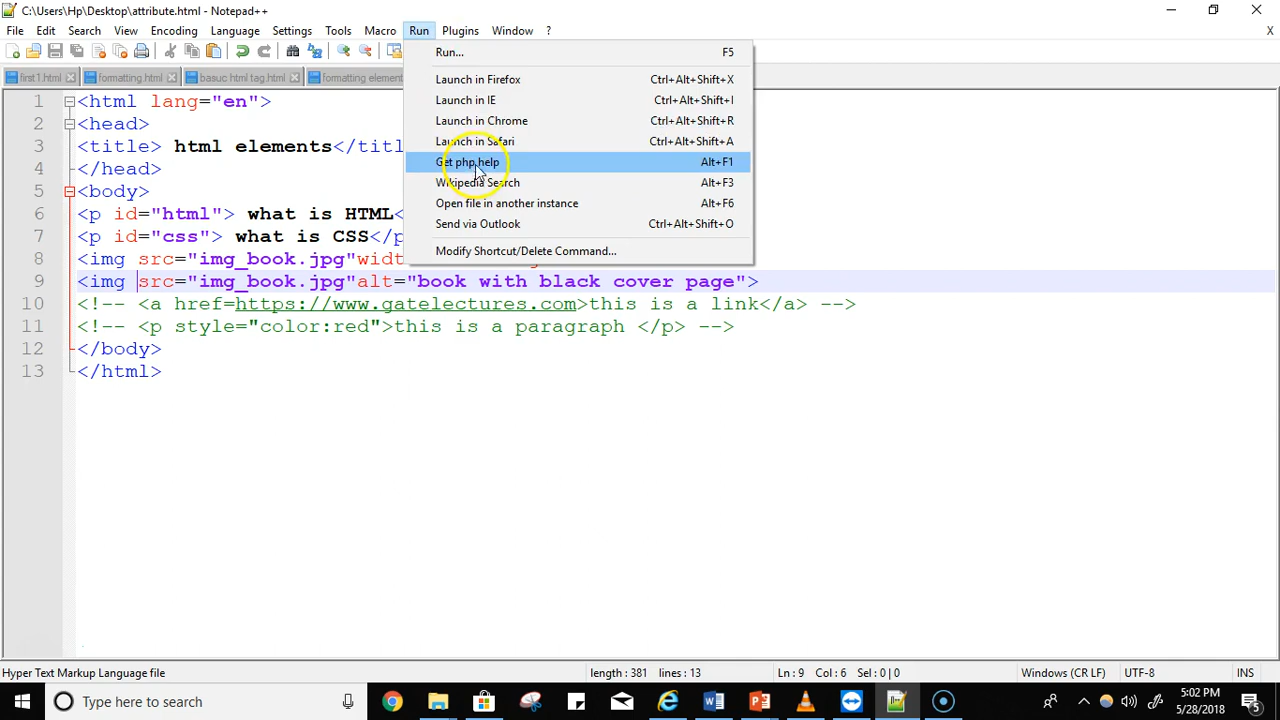 C:\Users\Hp\Desktop\attribute.html - Notepad++
File Edit Search View Encoding Language Settings Tools Macro Run Plugins Window ? X
first1.html formatting.html basuc html tag.html formatting element
Run... F5
Launch in Firefox Ctrl+Alt+Shift+X
Launch in IE Ctrl+Alt+Shift+I
Launch in Chrome Ctrl+Alt+Shift+R
Launch in Safari Ctrl+Alt+Shift+A
Get php help Alt+F1
Wikipedia Search Alt+F3
Open file in another instance Alt+F6
Send via Outlook Ctrl+Alt+Shift+O
Modify Shortcut/Delete Command...
1 <html lang="en">
2 <head>
3 <title> html elements</titl
4 </head>
5 <body>
6 <p id="html"> what is HTML<
7 <p id="css"> what is CSS</p
8 <img src="img_book.jpg"widt
9 <img src="img_book.jpg"alt="book with black cover page">
10 <!-- <a href=https://www.gatelectures.com>this is a link</a> -->
11 <!-- <p style="color:red">this is a paragraph </p> -->
12 </body>
13 </html>
Hyper Text Markup Language file length : 381 lines : 13 Ln : 9 Col : 6 Sel : 0 | 0 Windows (CR LF) UTF-8 INS
Type here to search
5:02 PM
5/28/2018
5